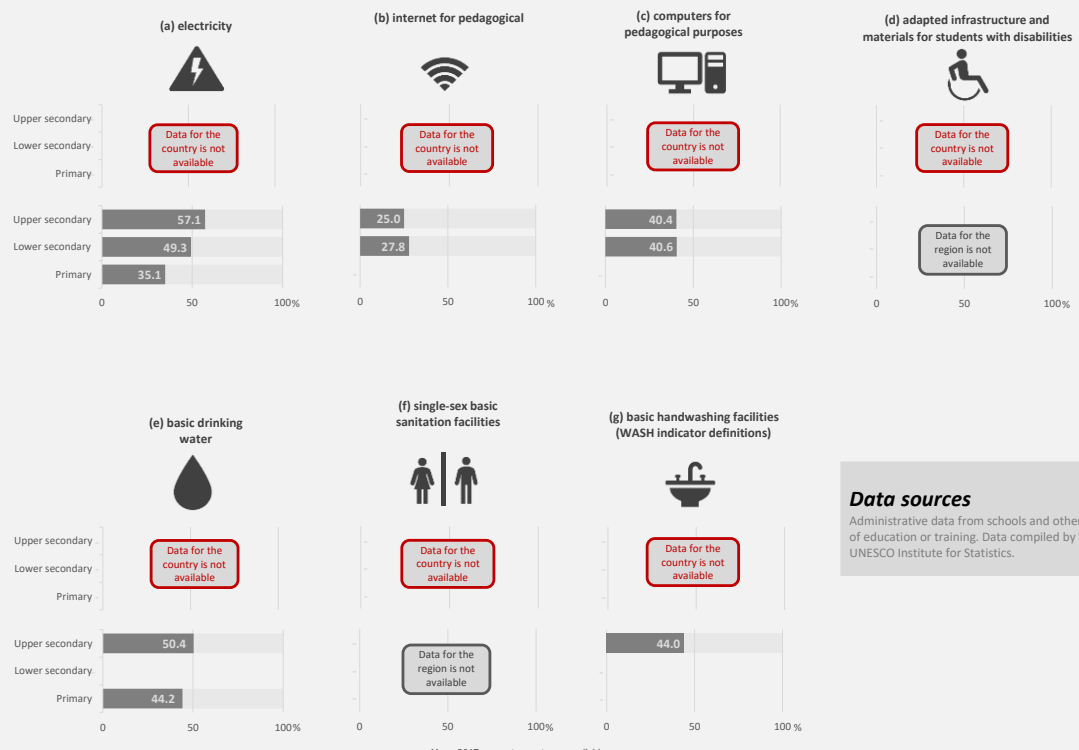 (a) electricity
(b) internet for pedagogical
(c) computers for
pedagogical purposes
(d) adapted infrastructure and
materials for students with disabilities
Upper secondary
Lower secondary
Primary
Data for the
country is not
available
Data for the
country is not
available
Data for the
country is not
available
Data for the
country is not
available
Upper secondary
Lower secondary
Primary
57.1
49.3
35.1
0 50 100%
25.0
27.8
0 50 100 %
40.4
40.6
0 50 100 %
Data for the
region is not
available
0 50 100%
(e) basic drinking
water
(f) single-sex basic
sanitation facilities
(g) basic handwashing facilities
(WASH indicator definitions)
Upper secondary
Lower secondary
Primary
Data for the
country is not
available
Data for the
country is not
available
Data for the
country is not
available
Data sources
Administrative data from schools and other
of education or training. Data compiled by
UNESCO Institute for Statistics.
Upper secondary
Lower secondary
Primary
50.4
44.2
0 50 100%
Data for the
region is not
available
0 50 100 %
44.0
0 50 100 %